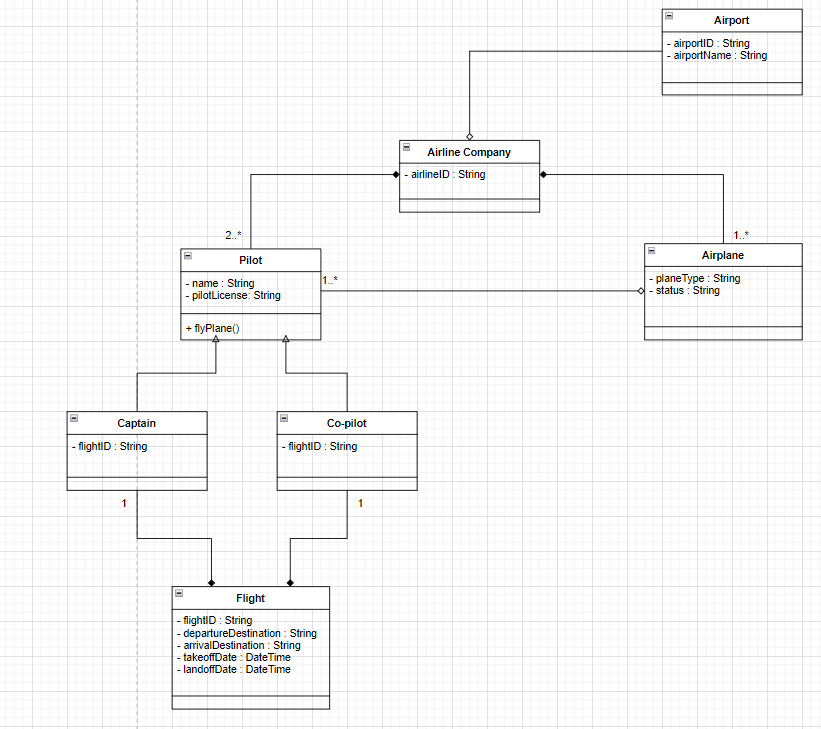 Airport
- airportID : String
- airportName : String
Airline Company
- airlineID : String
2..*
1..*
Pilot
- name : String
- pilotLicense: String
+ flyPlane()
1..*
Airplane
- planeType : String
- status : String
Captain
- flightID : String
Co-pilot
- flightID : String
1
1
Flight
- flightID : String
- departureDestination : String
- arrivalDestination : String
- takeoffDate : DateTime
- landoffDate : DateTime